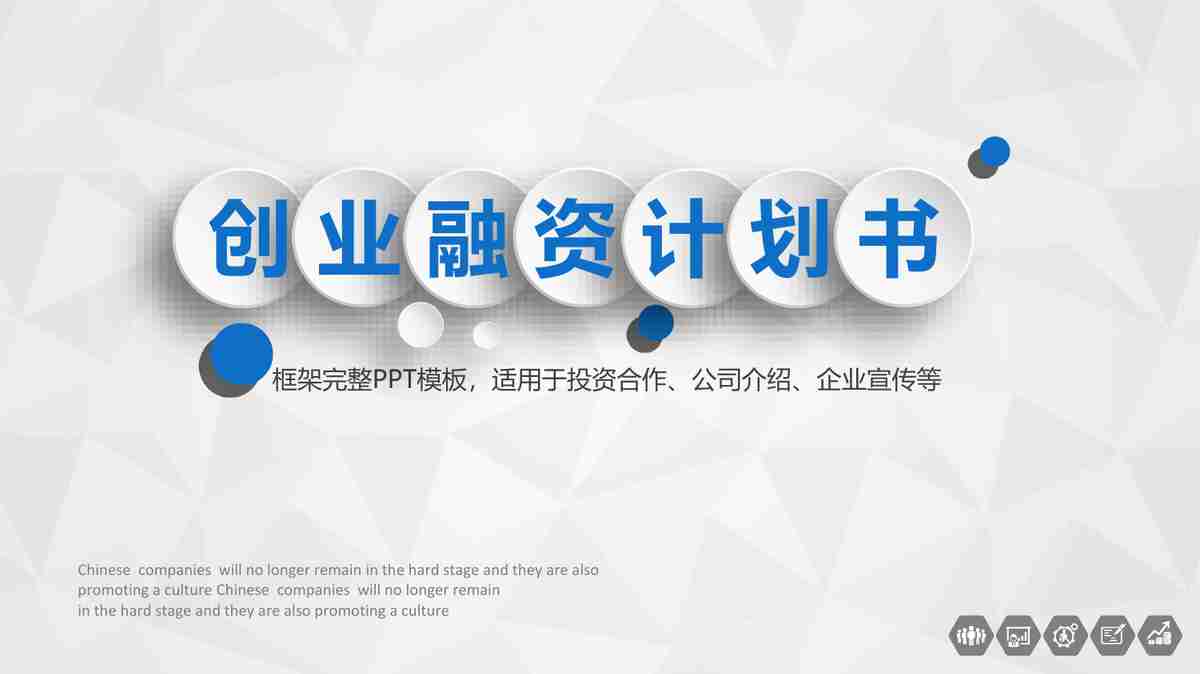 创业融资计划书
框架完整PPT模板，适用于投资合作、公司介绍、企业宣传等
Chinese  companies  will no longer remain in the hard stage and they are also
promoting a culture Chinese  companies  will no longer remain
in the hard stage and they are also promoting a culture